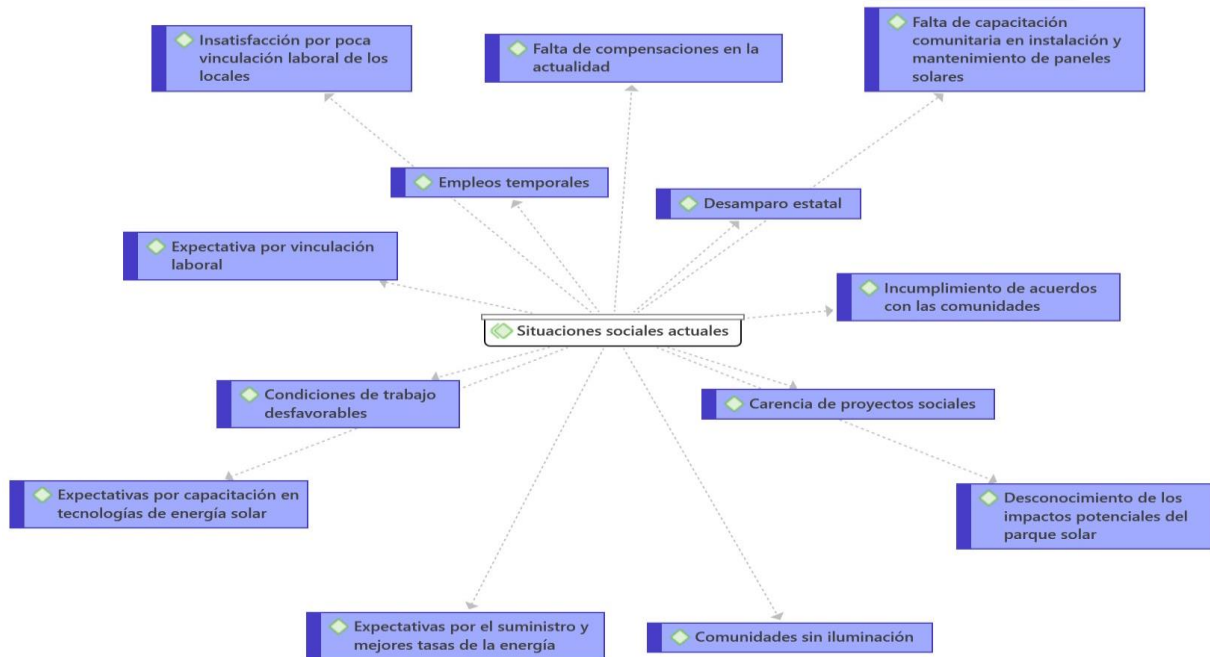 Insatisfacción por poca
vinculación laboral de los
locales
Falta de compensaciones en la
actualidad
Falta de capacitación
comunitaria en instalación y
mantenimiento de paneles
solares
Empleos temporales
Desamparo estatal
Expectativa por vinculación
laboral
Incumplimiento de acuerdos
con las comunidades
Situaciones sociales actuales
Condiciones de trabajo
desfavorables
Carencia de proyectos sociales
Expectativas por capacitación en
tecnologías de energía solar
Desconocimiento de los
impactos potenciales del
parque solar
Expectativas por el suministro y
mejores tasas de la energía
Comunidades sin iluminación